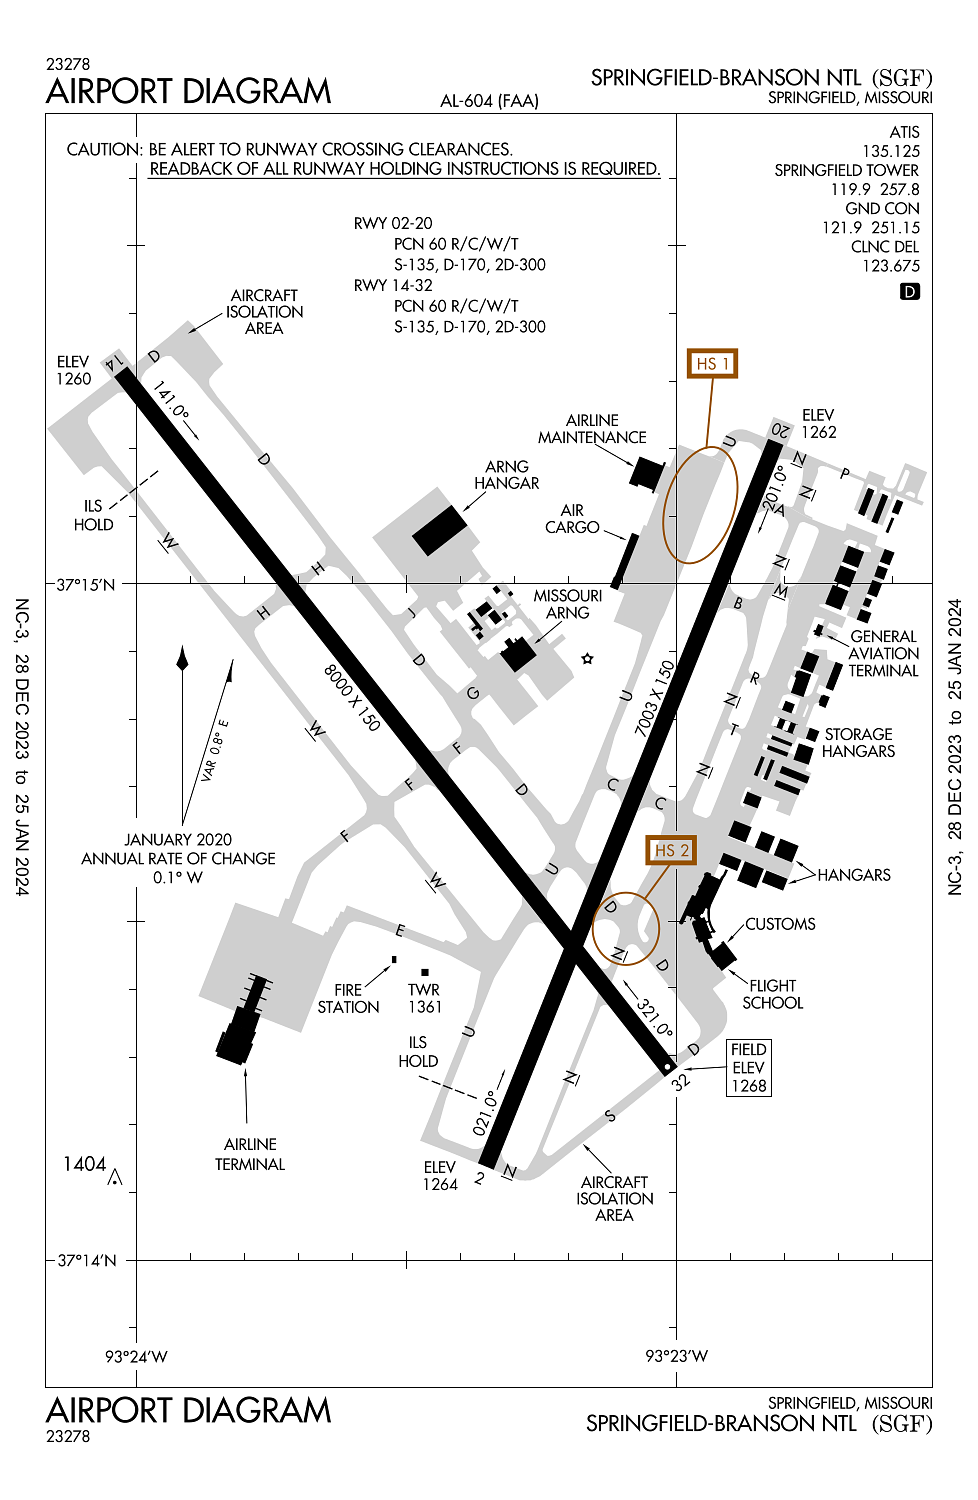 23278
AIRPORT DIAGRAM
AL-604 (FAA)
SPRINGFIELD-BRANSON NTL (SGF)
SPRINGFIELD, MISSOURI
CAUTION: BE ALERT TO RUNWAY CROSSING CLEARANCES.
READBACK OF ALL RUNWAY HOLDING INSTRUCTIONS IS REQUIRED.
ATIS
135.125
SPRINGFIELD TOWER
119.9 257.8
GND CON
121.9 251.15
CLNC DEL
123.675
D
RWY 02-20
PCN 60 R/C/W/T
S-135, D-170, 2D-300
RWY 14-32
PCN 60 R/C/W/T
S-135, D-170, 2D-300
AIRCRAFT
ISOLATION
AREA
D
ELEV
1260
14
141.0°
HS 1
ELEV
1262
20
AIRLINE
MAINTENANCE
U
N
P
ARNG
HANGAR
D
201.0°
N
A
ILS
HOLD
AIR
CARGO
W
N
37°15'N
H
M
MISSOURI
ARNG
B
H
J
GENERAL
AVIATION
TERMINAL
D
R
G
U
N
8000 X 150
7003 X 150
VAR 0.8° E
W
T
STORAGE
HANGARS
F
N
F
D
C
C
JANUARY 2020
ANNUAL RATE OF CHANGE
0.1° W
F
HS 2
U
W
HANGARS
D
E
CUSTOMS
N
D
FIRE
STATION
TWR
1361
FLIGHT
SCHOOL
321.0°
U
ILS
HOLD
D
FIELD
ELEV
1268
N
32
021.0°
S
AIRLINE
TERMINAL
1404
ELEV
1264
2
N
AIRCRAFT
ISOLATION
AREA
37°14'N
93°24'W
93°23'W
NC-3, 28 DEC 2023 to 25 JAN 2024
NC-3, 28 DEC 2023 to 25 JAN 2024
AIRPORT DIAGRAM
23278
SPRINGFIELD, MISSOURI
SPRINGFIELD-BRANSON NTL (SGF)